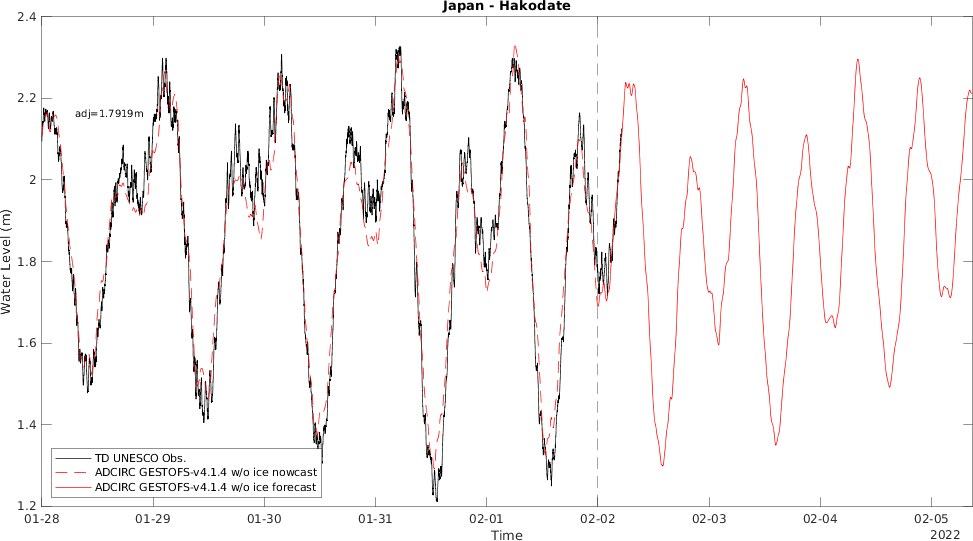 Japan - Hakodate
2.4
2.2
2
1.8
1.6
1.4
1.2
Water Level (m)
adj=1.7919m
TD UNESCO Obs.
ADCIRC GESTOFS-v4.1.4 w/o ice nowcast
ADCIRC GESTOFS-v4.1.4 w/o ice forecast
01-28 01-29 01-30 01-31 02-01 02-02 02-03 02-04 02-05
Time
2022